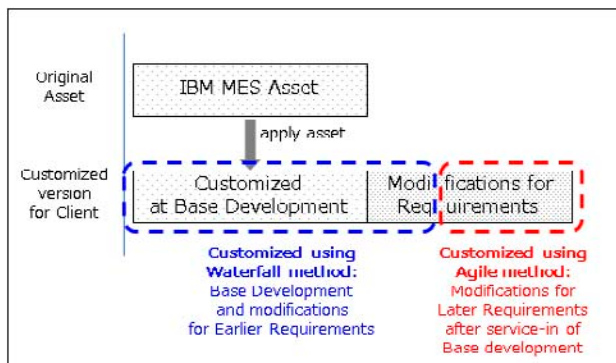 Original
Asset
IBM MES Asset
apply asset
Customized
version
for Client
Customized
at Base Development
Modifications for
Requirements
Customized using
Waterfall method:
Base Development
and modifications
for Earlier Requirements
Customized using
Agile method:
Modifications for
Later Requirements
after service-in of
Base development